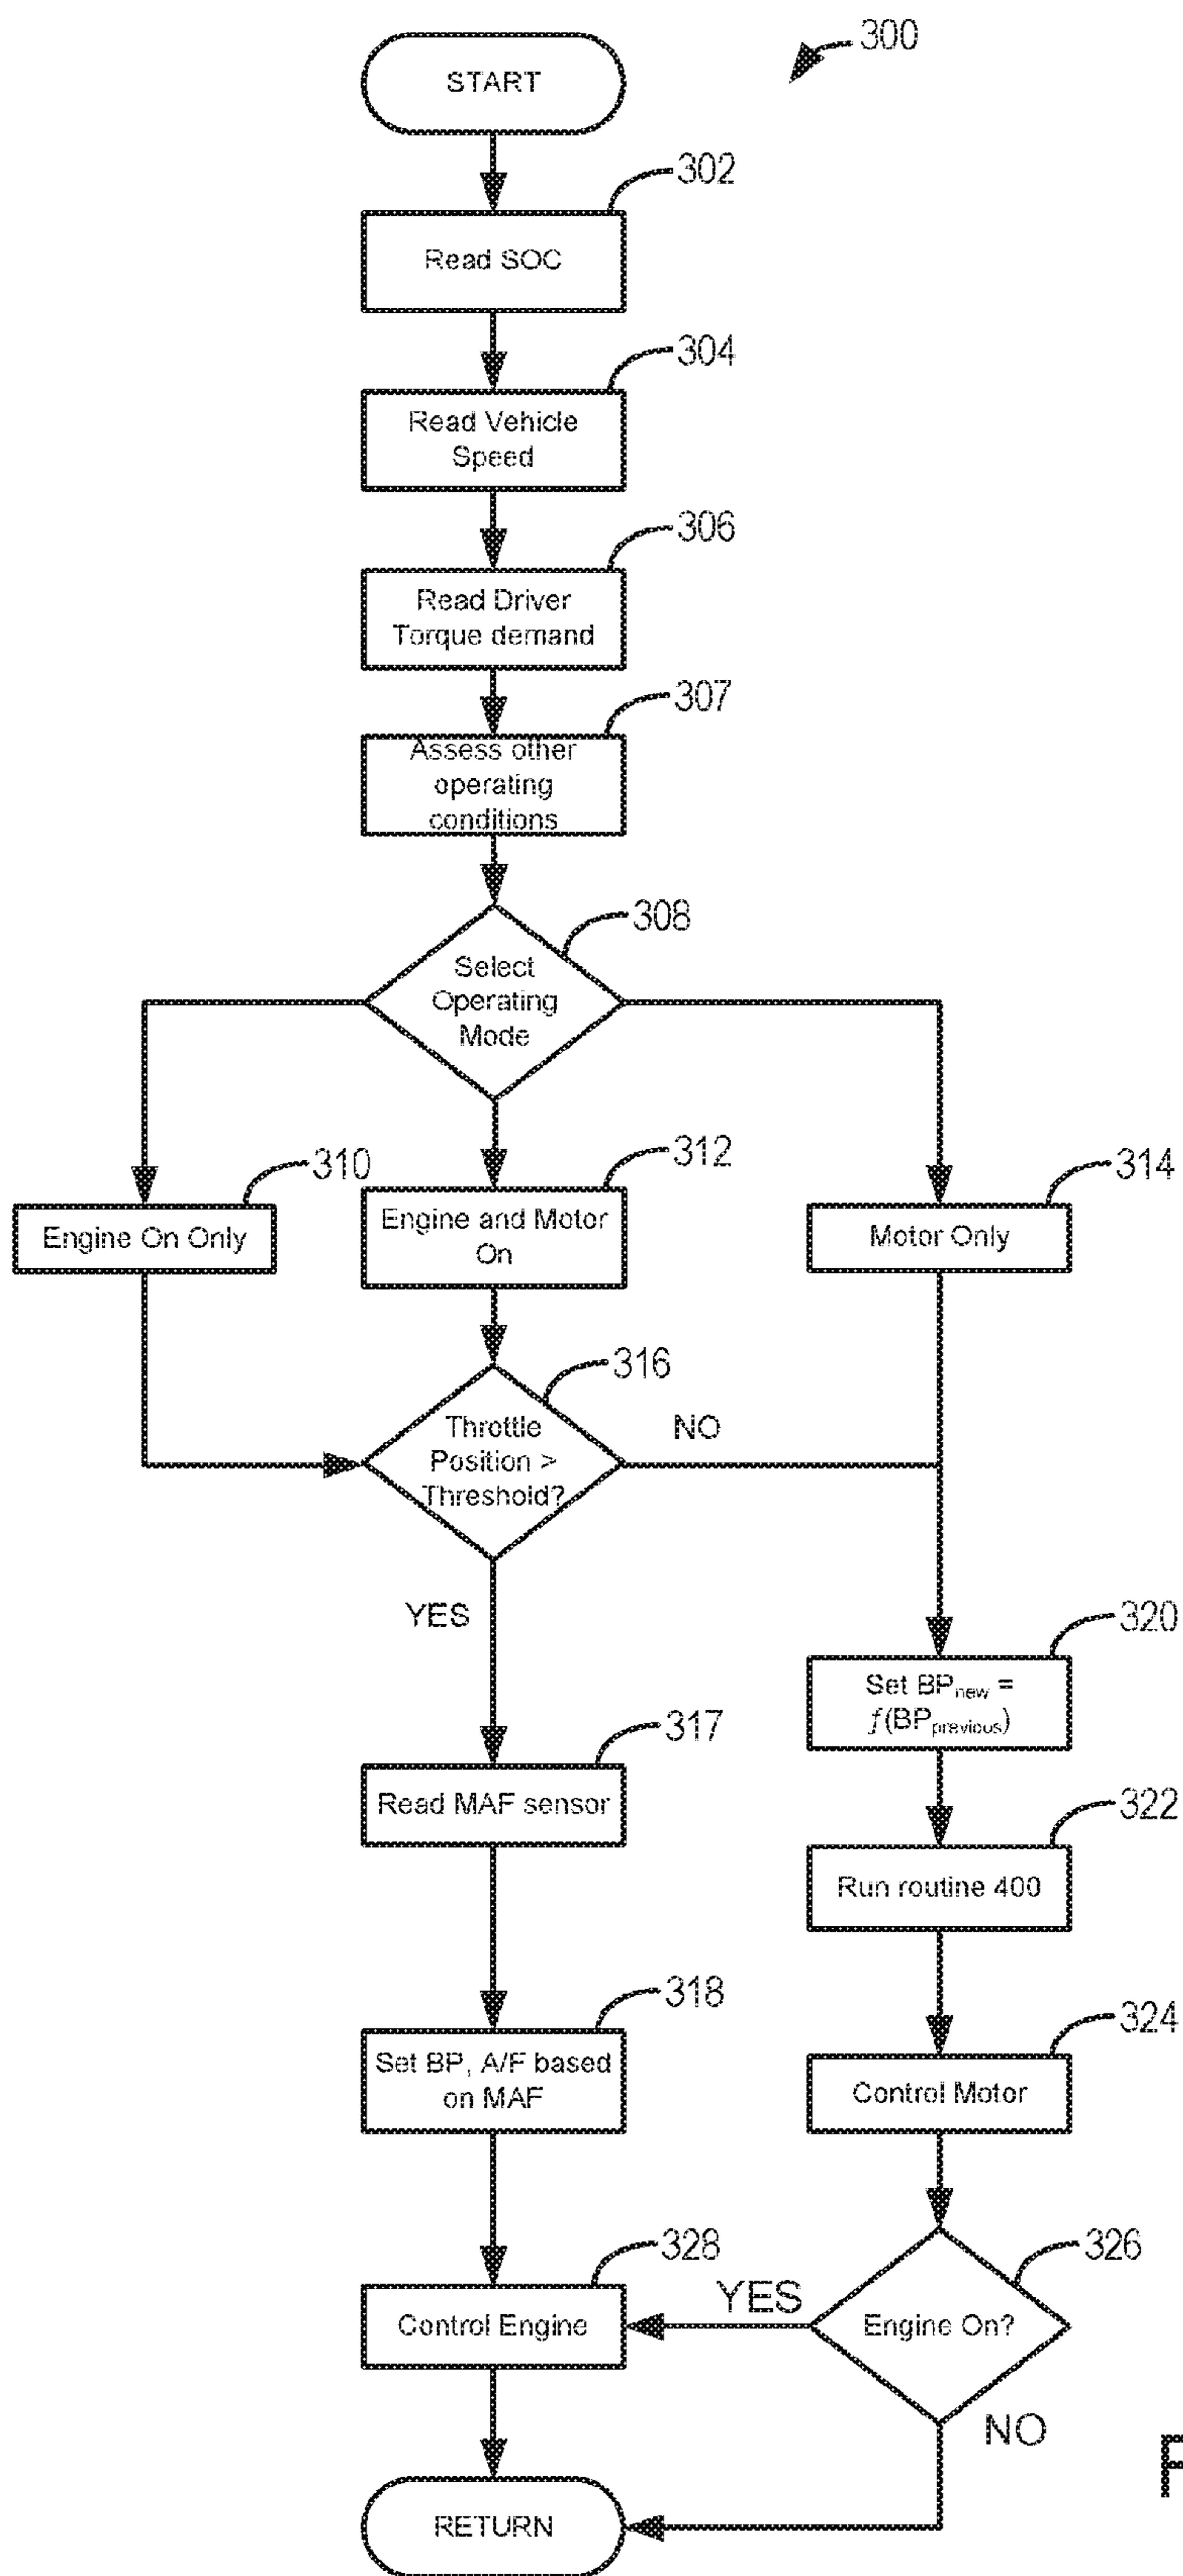 300
START
302
Read SOC
304
Read Vehicle
Speed
306
Read Driver
Torque demand
307
Assess other
operating
conditions
308
Select
Operating
Mode
310
Engine On Only
312
Engine and Motor
On
314
Motor Only
316
Throttle
Position >
Threshold?
NO
YES
317
Read MAF sensor
318
Set BP, A/F based
on MAF
320
Set BPnew =
ƒ(BPprevious)
322
Run routine 400
324
Control Motor
326
Engine On?
YES
328
Control Engine
NO
RETURN
F